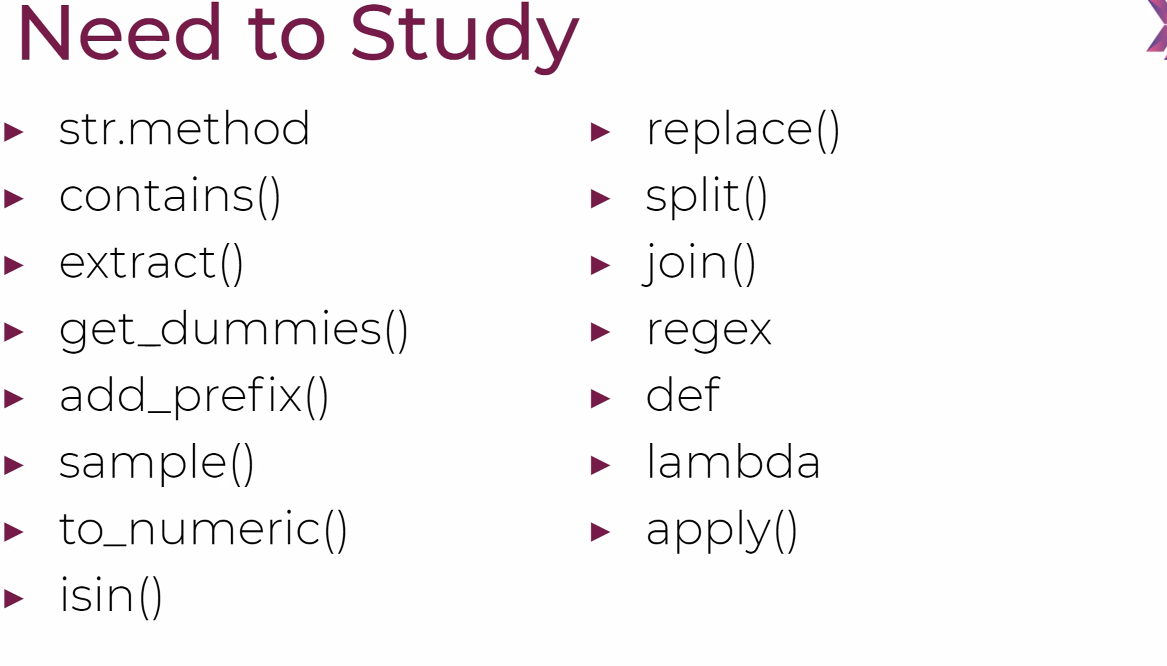 Need to Study
► str.method
► contains()
► extract()
► get_dummies()
► add_prefix()
► sample()
► to_numeric()
► isin()
► replace()
► split()
► join()
► regex
► def
► lambda
► apply()